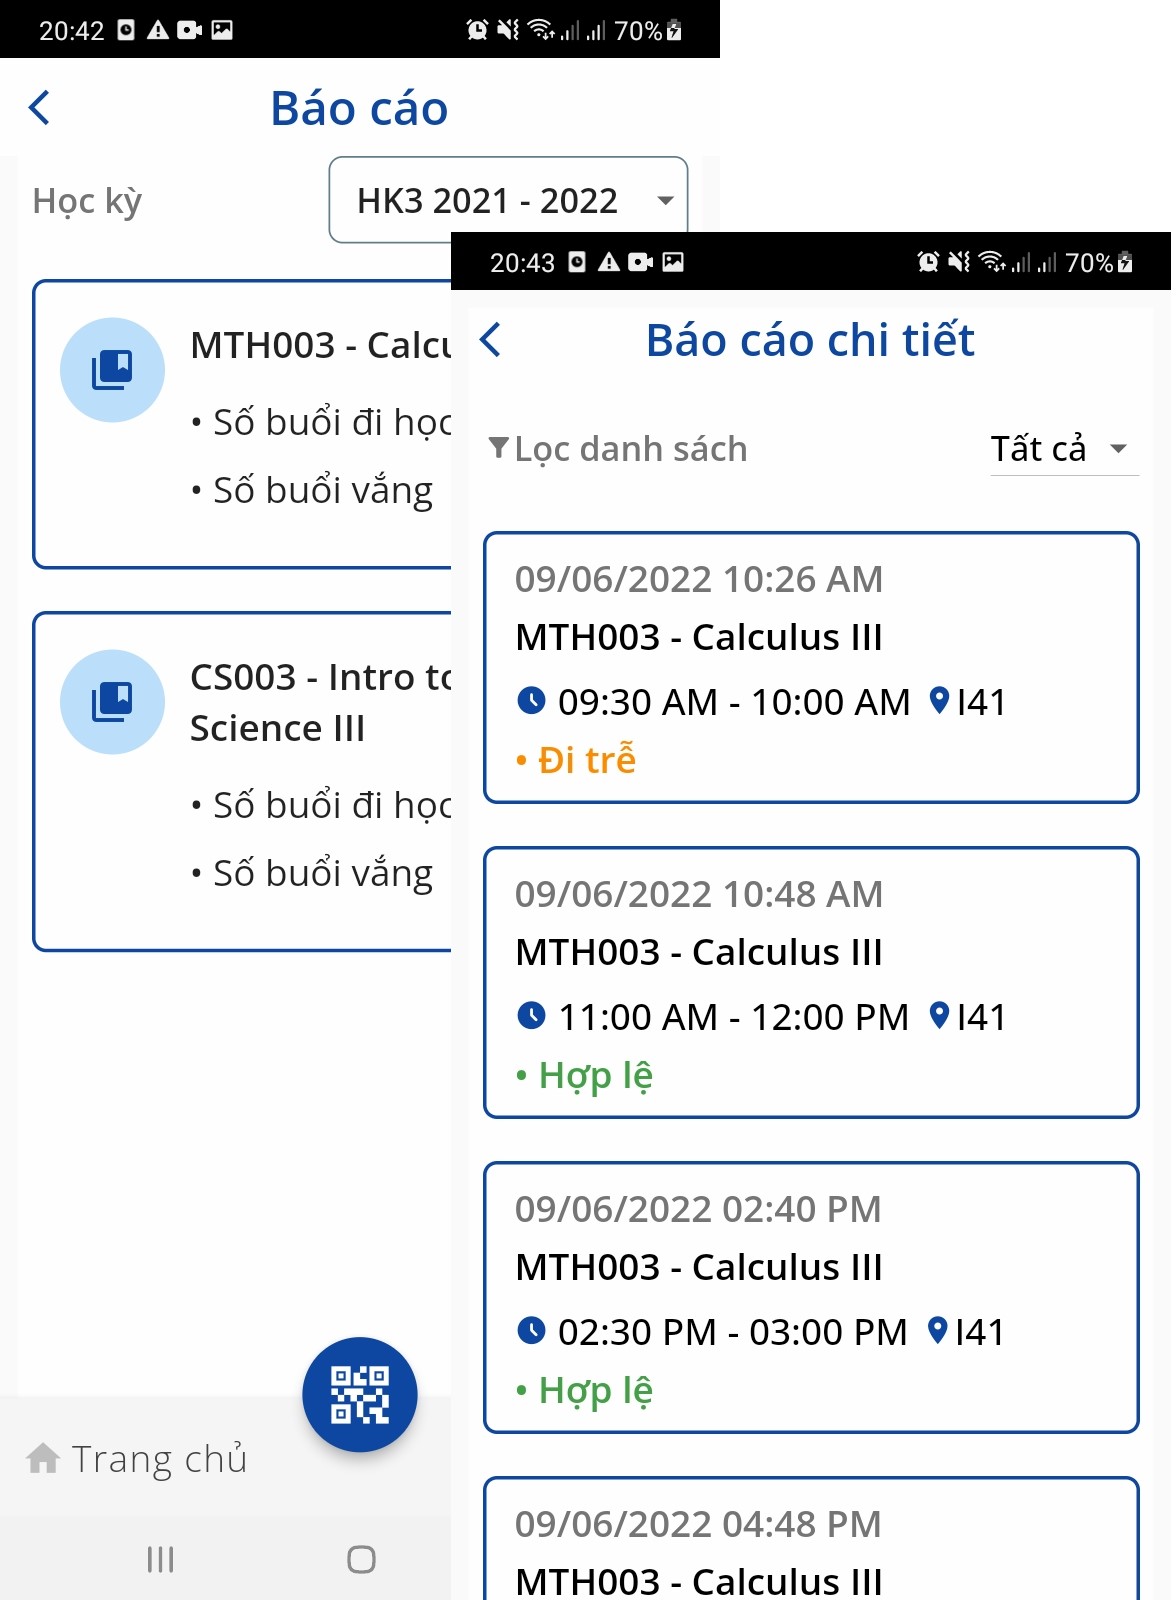 20:42
70%
Báo cáo
Học kỳ
HK3 2021 - 2022
MTH003 - Calcu
• Số buổi đi học
• Số buổi vắng
CS003 - Intro to
Science III
• Số buổi đi học
• Số buổi vắng
Trang chủ
20:43
70%
Báo cáo chi tiết
Lọc danh sách
Tất cả
09/06/2022 10:26 AM
MTH003 - Calculus III
09:30 AM - 10:00 AM I41
• Đi trễ
09/06/2022 10:48 AM
MTH003 - Calculus III
11:00 AM - 12:00 PM I41
• Hợp lệ
09/06/2022 02:40 PM
MTH003 - Calculus III
02:30 PM - 03:00 PM I41
• Hợp lệ
09/06/2022 04:48 PM
MTH003 - Calculus III